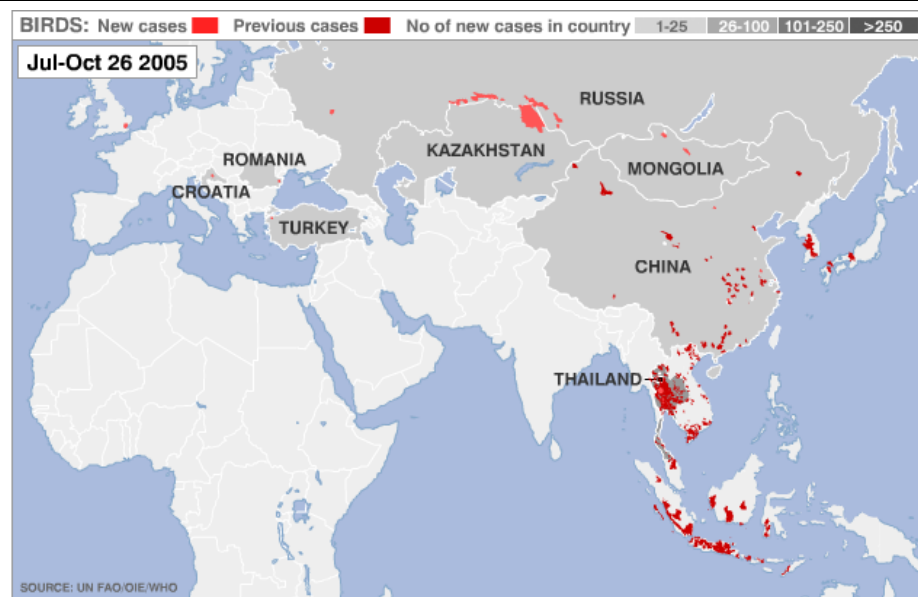 BIRDS: New cases Previous cases No of new cases in country 1-25 26-100 101-250 >250
Jul-Oct 26 2005
RUSSIA
KAZAKHSTAN
ROMANIA
MONGOLIA
CROATIA
TURKEY
CHINA
THAILAND
SOURCE: UN FAO/OIE/WHO